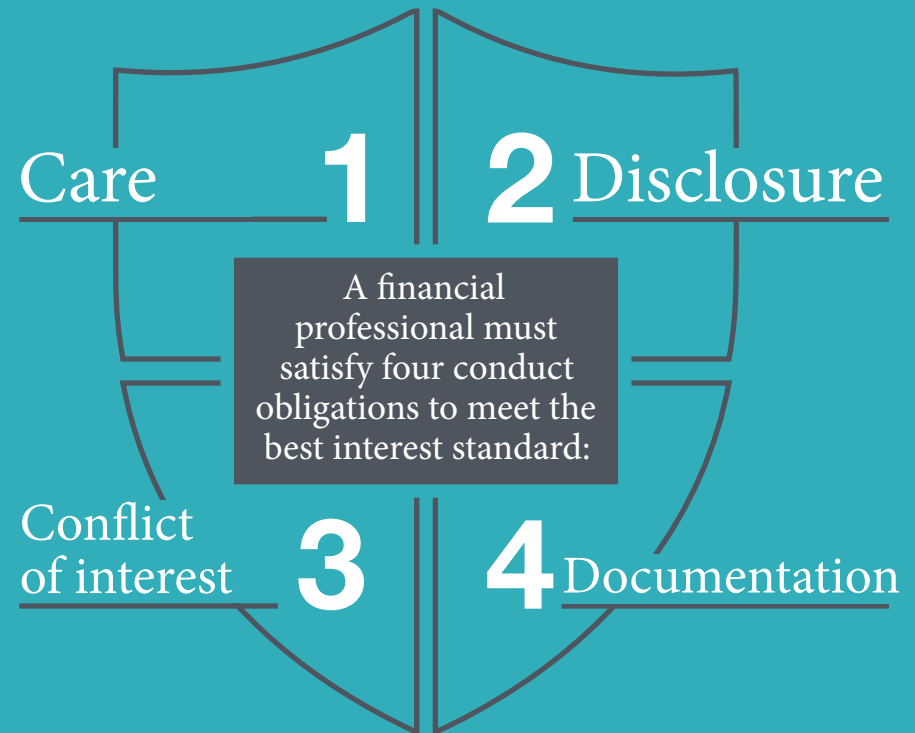 Care 1
2 Disclosure
A financial
professional must
satisfy four conduct
obligations to meet the
best interest standard:
Conflict
of interest 3
4 Documentation